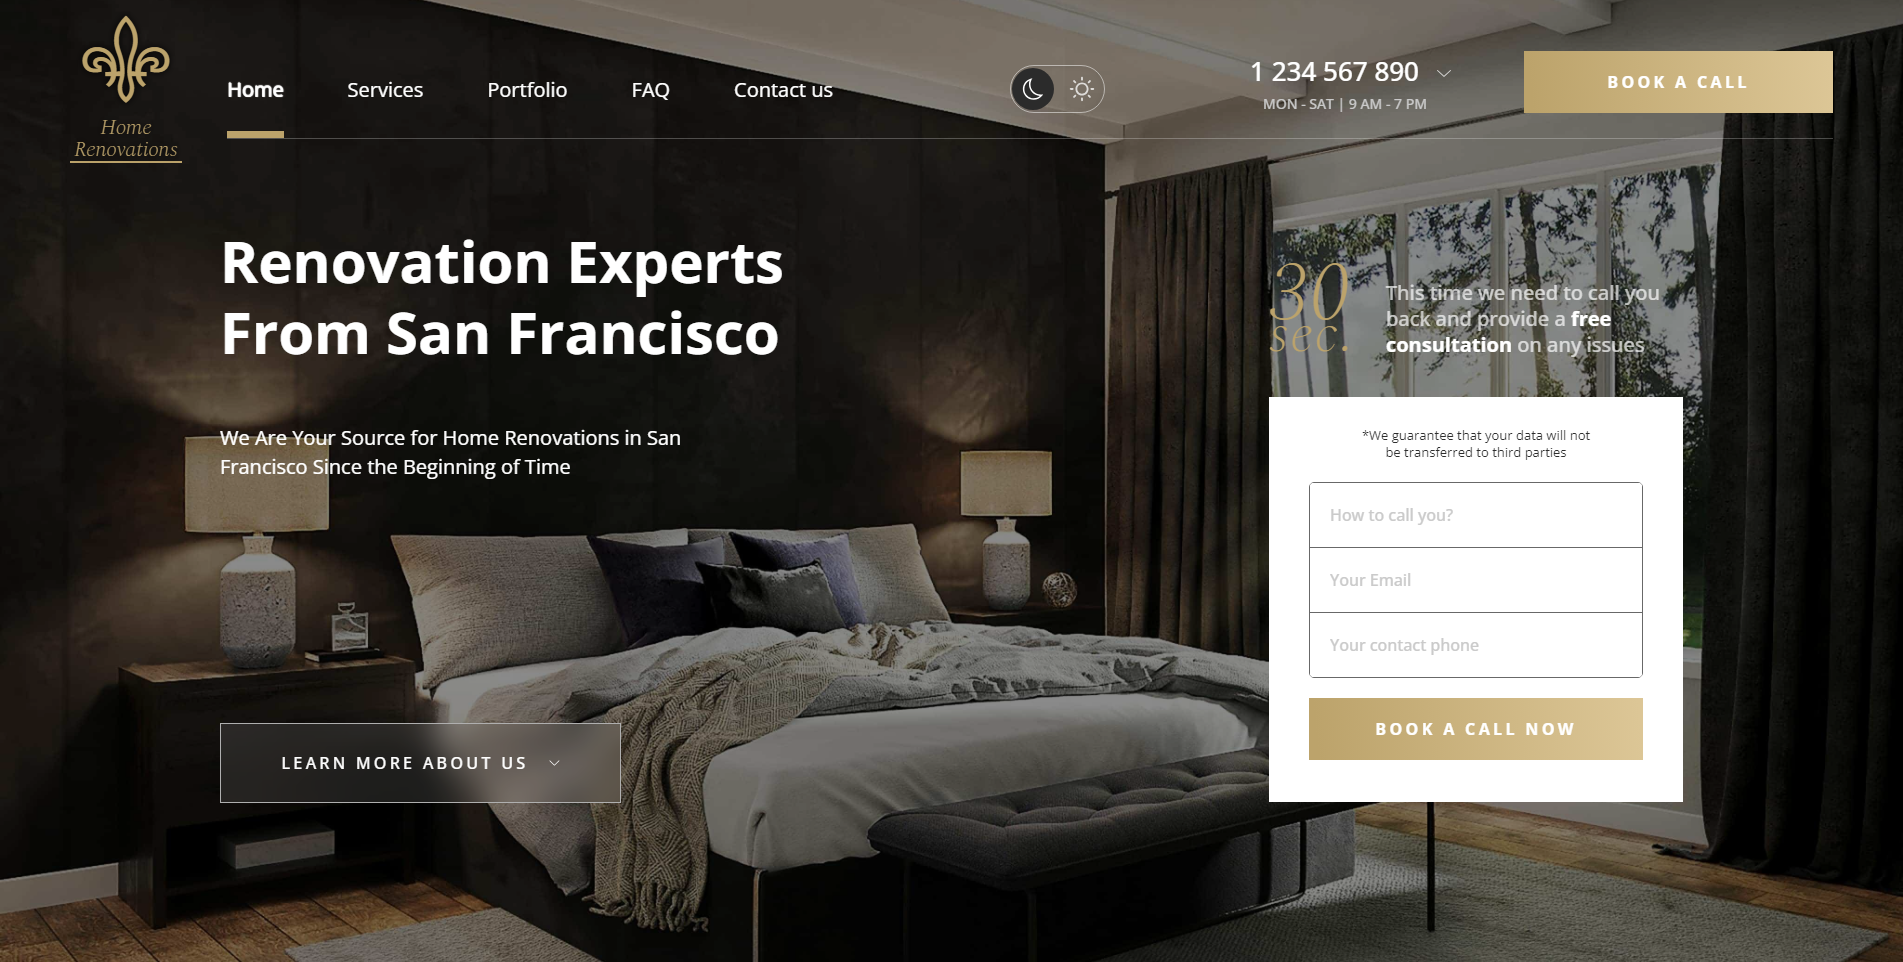 Home
Renovations
Home
Services
Portfolio
FAQ
Contact us
1 234 567 890
MON - SAT | 9 AM - 7 PM
BOOK A CALL
Renovation Experts
From San Francisco
We Are Your Source for Home Renovations in San
Francisco Since the Beginning of Time
LEARN MORE ABOUT US
30
sec.
This time we need to call you
back and provide a free
consultation on any issues
*We guarantee that your data will not
be transferred to third parties
How to call you?
Your Email
Your contact phone
BOOK A CALL NOW